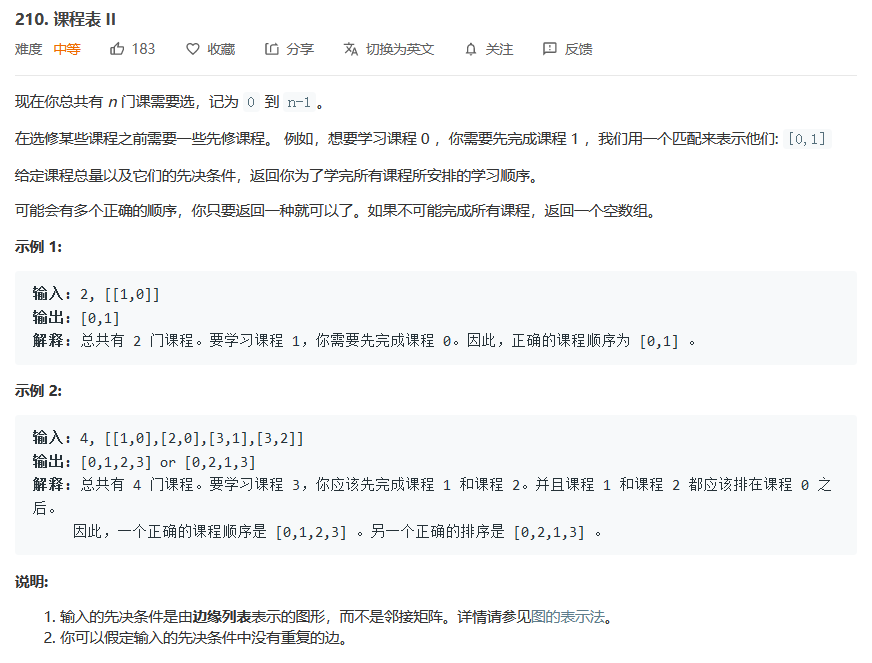 210. 课程表 II
难度 中等 183 收藏 分享 切换为英文 关注 反馈
现在你总共有 n 门课需要选，记为 0 到 n-1 。
在选修某些课程之前需要一些先修课程。 例如，想要学习课程 0 ，你需要先完成课程 1 ，我们用一个匹配来表示他们: [0,1]
给定课程总量以及它们的先决条件，返回你为了学完所有课程所安排的学习顺序。
可能会有多个正确的顺序，你只要返回一种就可以了。如果不可能完成所有课程，返回一个空数组。
示例 1:
输入: 2, [[1,0]]
输出: [0,1]
解释: 总共有 2 门课程。要学习课程 1，你需要先完成课程 0。因此，正确的课程顺序为 [0,1] 。
示例 2:
输入: 4, [[1,0],[2,0],[3,1],[3,2]]
输出: [0,1,2,3] or [0,2,1,3]
解释: 总共有 4 门课程。要学习课程 3，你应该先完成课程 1 和课程 2。并且课程 1 和课程 2 都应该排在课程 0 之
后。
因此，一个正确的课程顺序是 [0,1,2,3] 。另一个正确的排序是 [0,2,1,3] 。
说明:
1. 输入的先决条件是由边缘列表表示的图形，而不是邻接矩阵。详情请参见图的表示法。
2. 你可以假定输入的先决条件中没有重复的边。